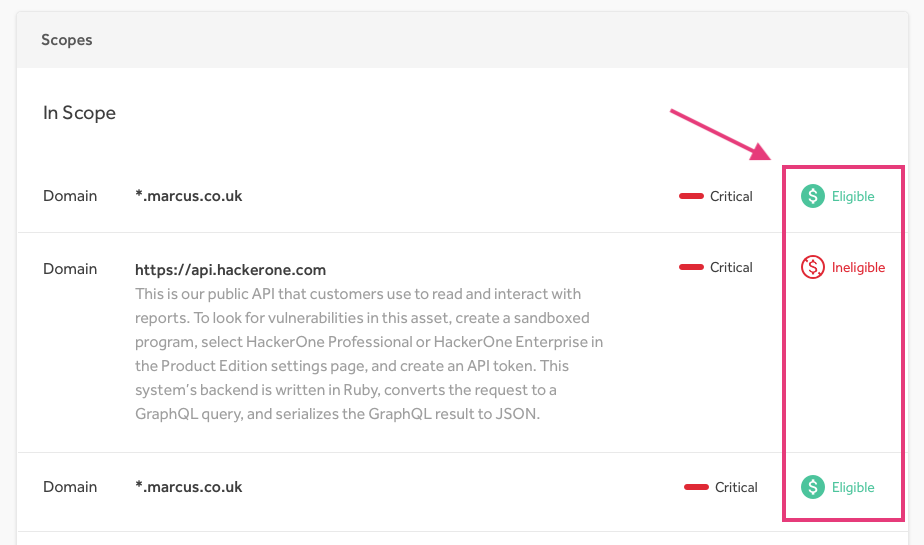 Scopes
In Scope
Domain *.marcus.co.uk Critical Eligible
Domain https://api.hackerone.com Critical Ineligible
This is our public API that customers use to read and interact with
reports. To look for vulnerabilities in this asset, create a sandboxed
program, select HackerOne Professional or HackerOne Enterprise in
the Product Edition settings page, and create an API token. This
system's backend is written in Ruby, converts the request to a
GraphQL query, and serializes the GraphQL result to JSON.
Domain *.marcus.co.uk Critical Eligible